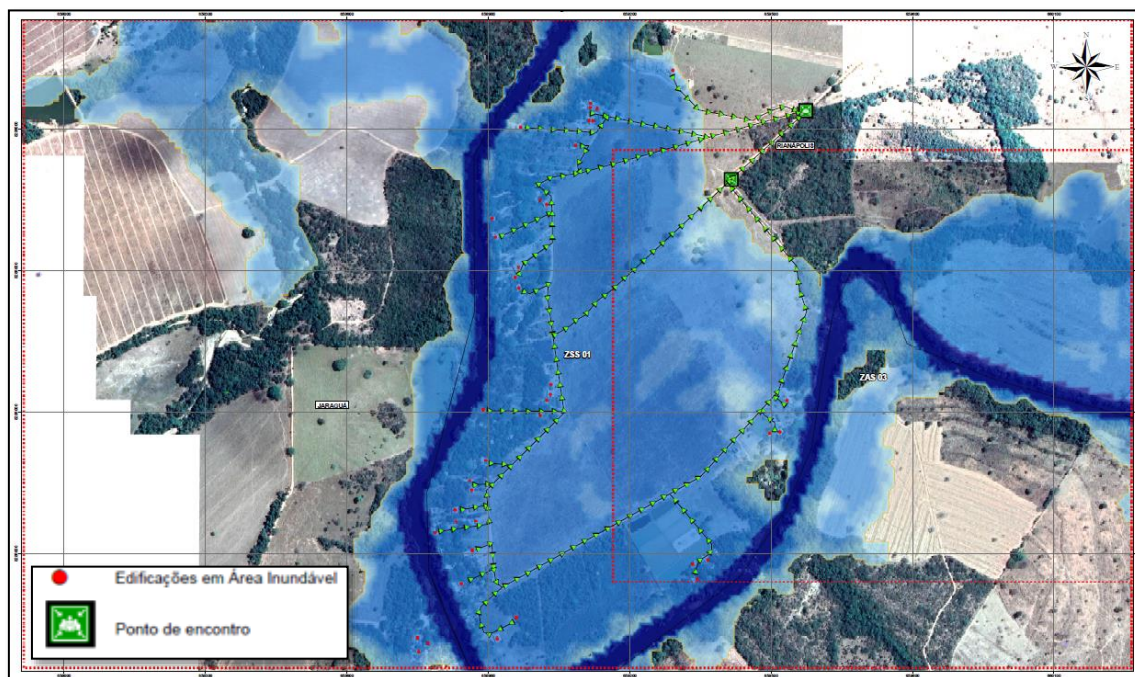 N
W E
S
RIANÁPOLIS
ZSS 01
ZAS 03
JARAGUÁ
Edificações em Área Inundável
Ponto de encontro